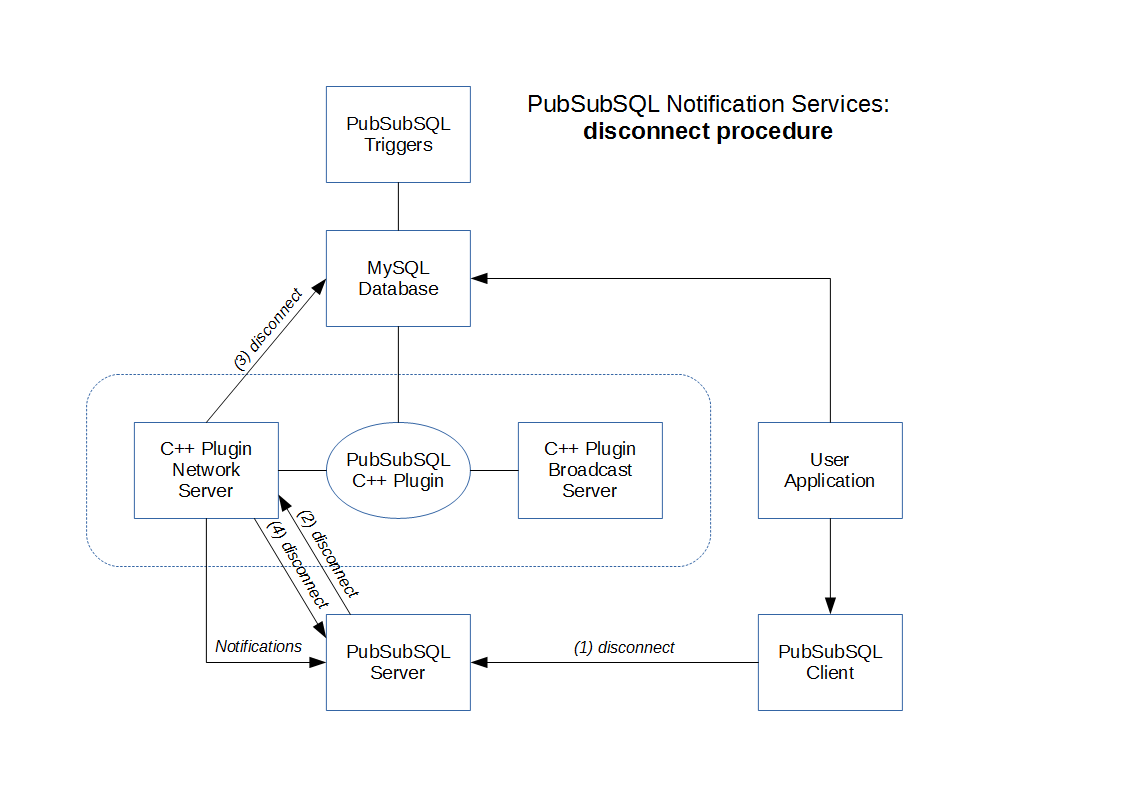 PubSubSQL
Triggers
PubSubSQL Notification Services:
disconnect procedure
MySQL
Database
(3) disconnect
C++ Plugin
Network
Server
PubSubSQL
C++ Plugin
C++ Plugin
Broadcast
Server
User
Application
(4) disconnect
(2) disconnect
Notifications
PubSubSQL
Server
(1) disconnect
PubSubSQL
Client